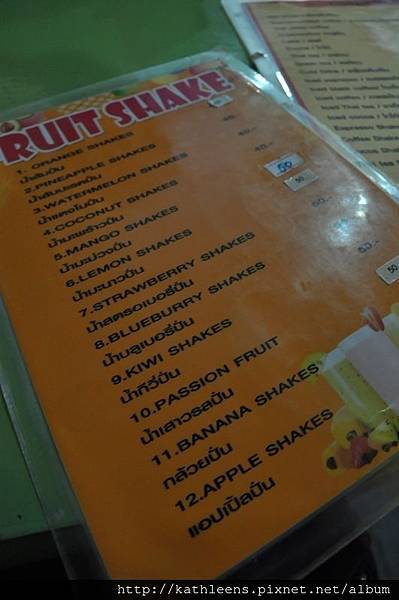 RUIT SHAKE
1. ORANGE SHAKES 40.-
น้ำส้มปั่น
2.PINEAPPLE SHAKES 40.-
น้ำสับปะรดปั่น
3.WATERMELON SHAKES 40.-
น้ำแตงโมปั่น
4.COCONUT SHAKES 50
น้ำมะพร้าวปั่น
5.MANGO SHAKES 50
น้ำมะม่วงปั่น
6.LEMON SHAKES
น้ำมะนาวปั่น
7.STRAWBERRY SHAKES
น้ำสตรอเบอรี่ปั่น
8.BLUEBURRY SHAKES
น้ำบลูเบอรี่ปั่น
9.KIWI SHAKES
น้ำกีวี่ปั่น
10.PASSION FRUIT
น้ำเสาวรสปั่น
11.BANANA SHAKES
กล้วยปั่น
12.APPLE SHAKES
แอปเปิ้ลปั่น
http://kathleens.pixnet.net/album